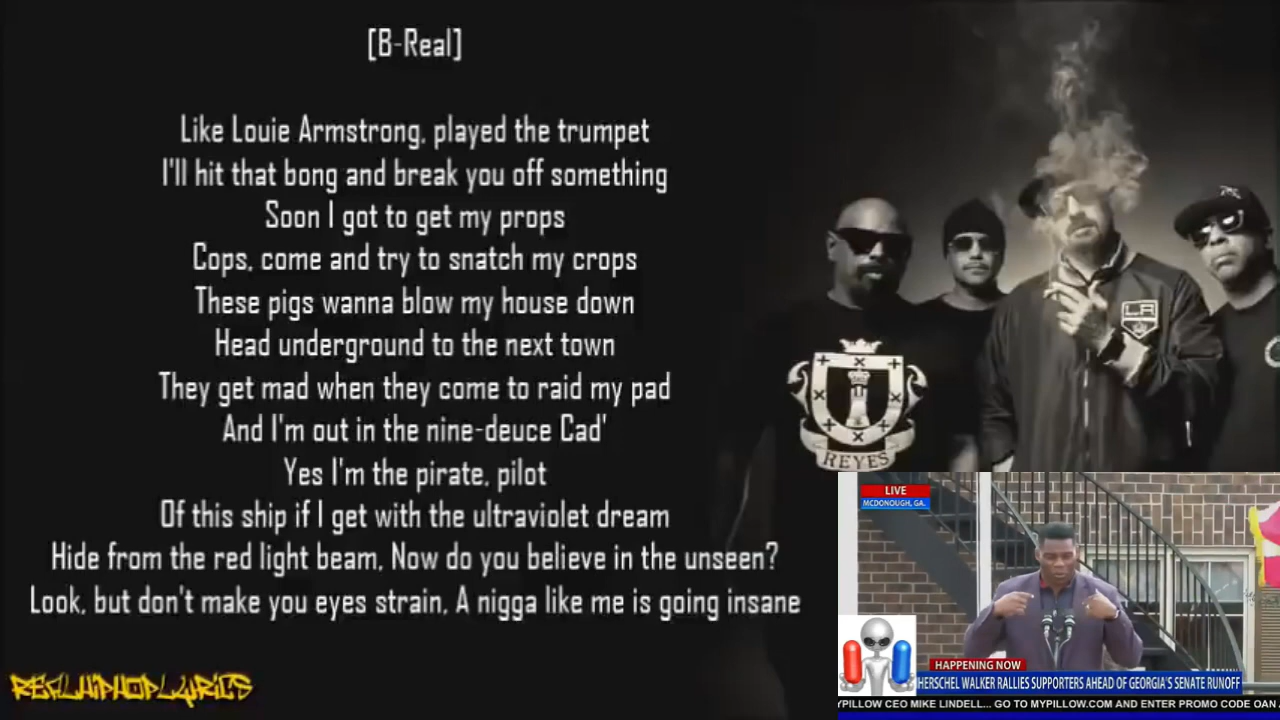 [B-Real]
Like Louie Armstrong, played the trumpet
I'll hit that bong and break you off something
Soon I got to get my props
Cops, come and try to snatch my crops
These pigs wanna blow my house down
Head underground to the next town
They get mad when they come to raid my pad
And I'm out in the nine-deuce Cad'
Yes I'm the pirate, pilot
Of this ship if I get with the ultraviolet dream
Hide from the red light beam, Now do you believe in the unseen?
Look, but don't make you eyes strain, A nigga like me is going insane
REALHIPHOPLYRICS
LA
REYES
LIVE
MCDONOUGH, GA.
HAPPENING NOW
HERSCHEL WALKER RALLIES SUPPORTERS AHEAD OF GEORGIA'S SENATE RUNOFF
YPILLOW CEO MIKE LINDELL... GO TO MYPILLOW.COM AND ENTER PROMO CODE OAN